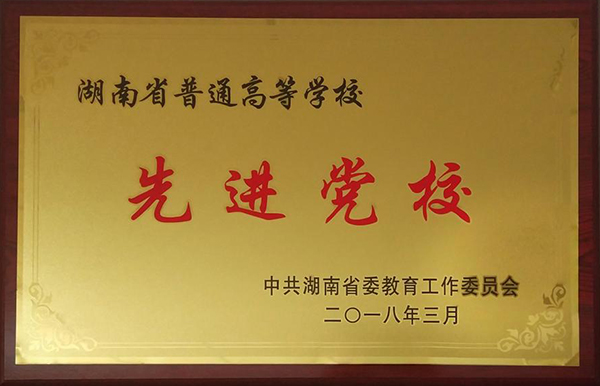 湖南省普通高等学校
先进党校
中共湖南省委教育工作委员会
二〇一八年三月